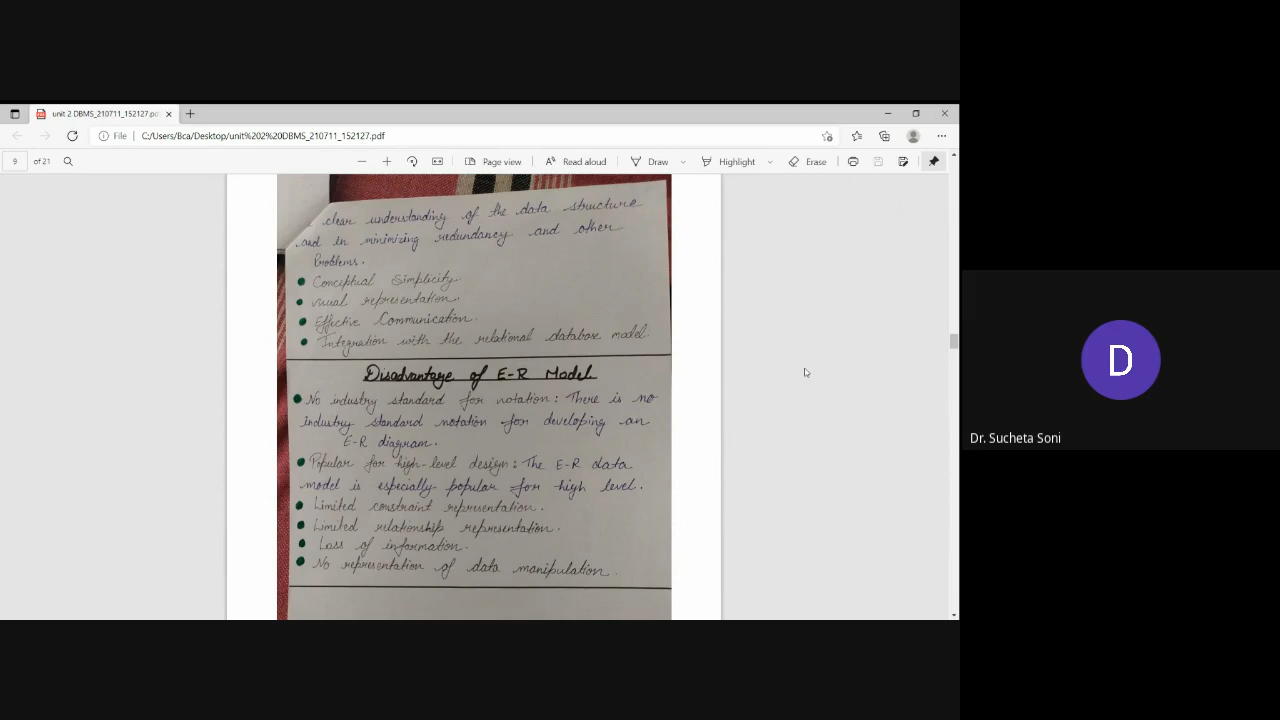 unit 2 DBMS_210711_152127.pd
File
C:/Users/Bca/Desktop/unit%202%20DBMS_210711_152127.pdf
9 of 21
Page view
Read aloud
Draw
Highlight
Erase
clear understanding of the data structure
and in minimizing redundancy and other
Problems.
Conceptual Simplicity
visual representation.
Effective Communication.
Integration with the relational database model.
Disadvantage of E-R Model
No industry standard for notation: There is no
industry standard notation for developing an
E-R diagram.
Popular for high-level design: The E-R data
model is especially popular for high level.
Limited constraint representation.
Limited relationship representation.
Loss of information.
No representation of data manipulation.
D
Dr. Sucheta Soni